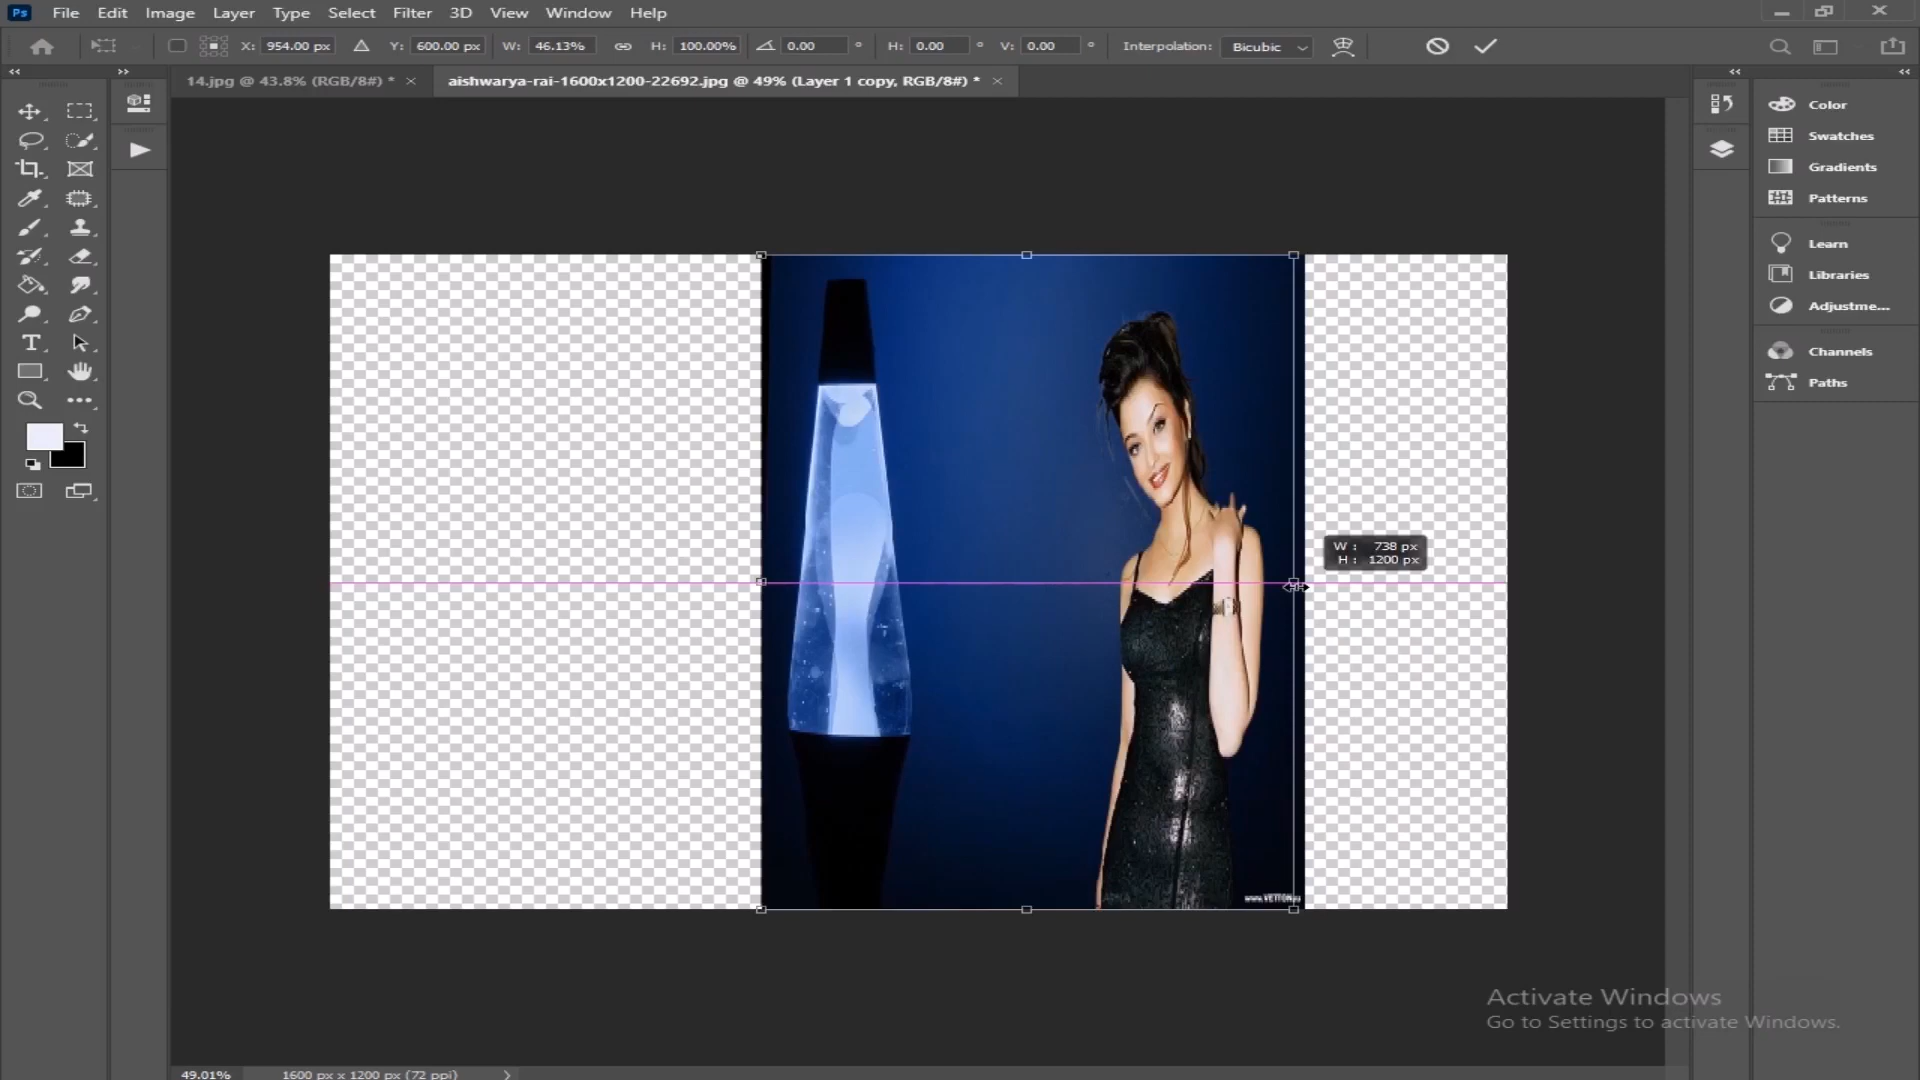 Ps File Edit Image Layer Type Select Filter 3D View Window Help
X: 954.00 px Y: 600.00 px W: 46.13% H: 100.00% 0.00 ° H: 0.00 ° V: 0.00 ° Interpolation: Bicubic
14.jpg @ 43.8% (RGB/8#) * × aishwarya-rai-1600x1200-22692.jpg @ 49% (Layer 1 copy, RGB/8#) * ×
Color
Swatches
Gradients
Patterns
Learn
Libraries
Adjustme...
Channels
Paths
W : 738 px
H : 1200 px
Activate Windows
Go to Settings to activate Windows.
49.01% 1600 px x 1200 px (72 ppi)